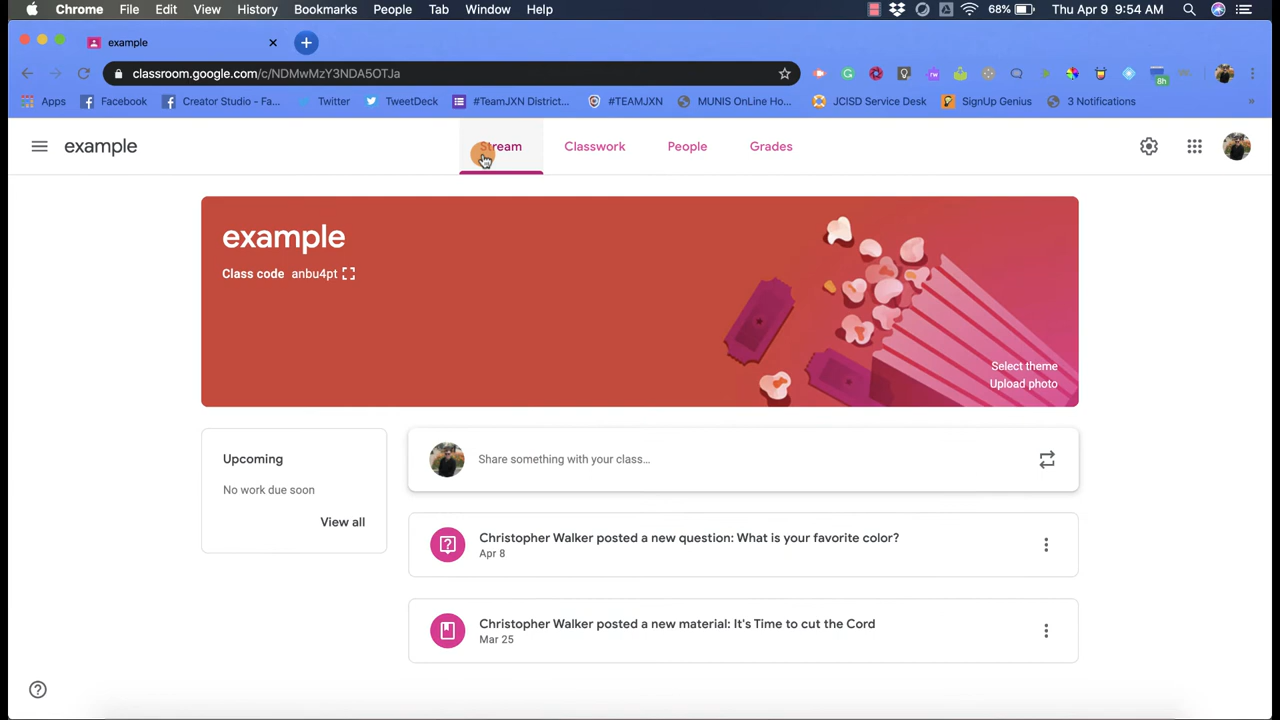 Chrome File Edit View History Bookmarks People Tab Window Help 68% Thu Apr 9 9:54 AM
example
classroom.google.com/c/NDMwMzY3NDA5OTJa
Apps Facebook Creator Studio - Fa... Twitter TweetDeck #TeamJXN District... #TEAMJXN MUNIS OnLine Ho... JCISD Service Desk SignUp Genius 3 Notifications »
8h
example Stream Classwork People Grades
example
Class code anbu4pt
Select theme
Upload photo
Upcoming
No work due soon
View all
Share something with your class...
Christopher Walker posted a new question: What is your favorite color?
Apr 8
Christopher Walker posted a new material: It's Time to cut the Cord
Mar 25